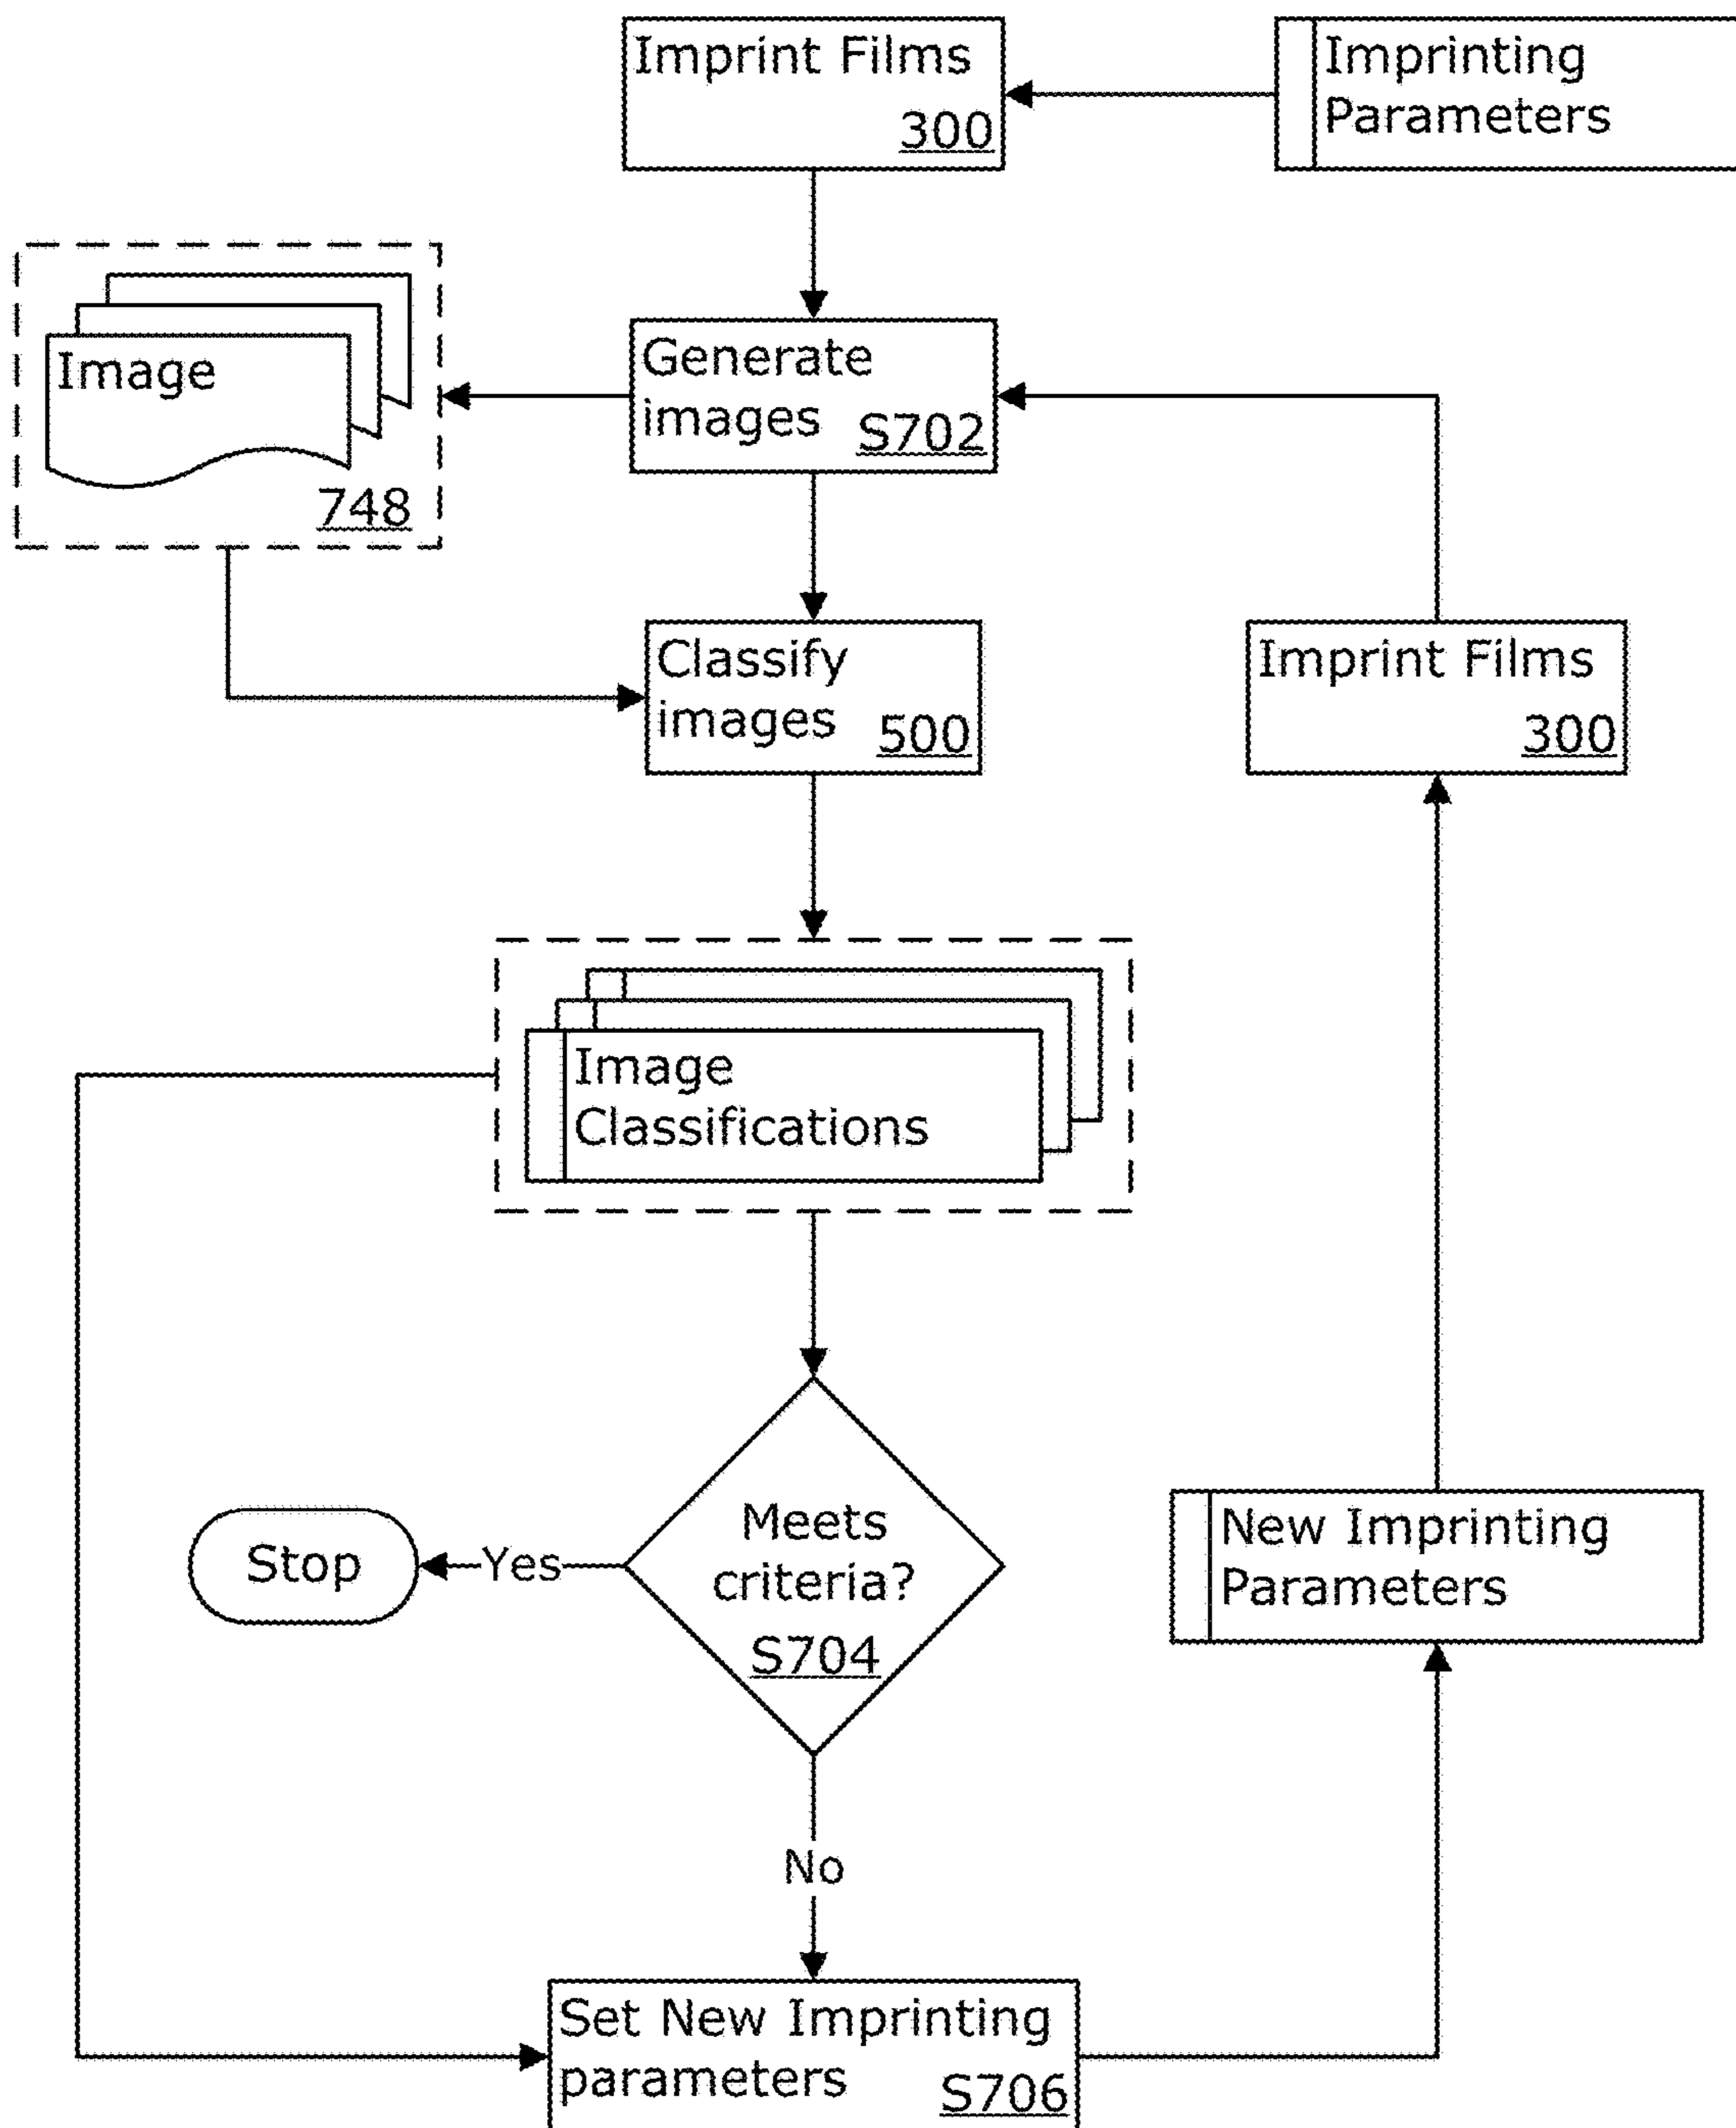 Imprint Films
300
Imprinting
Parameters
Image
748
Generate
images S702
Classify
images 500
Imprint Films
300
Image
Classifications
Meets
criteria?
S704
Yes
Stop
No
New Imprinting
Parameters
Set New Imprinting
parameters S706